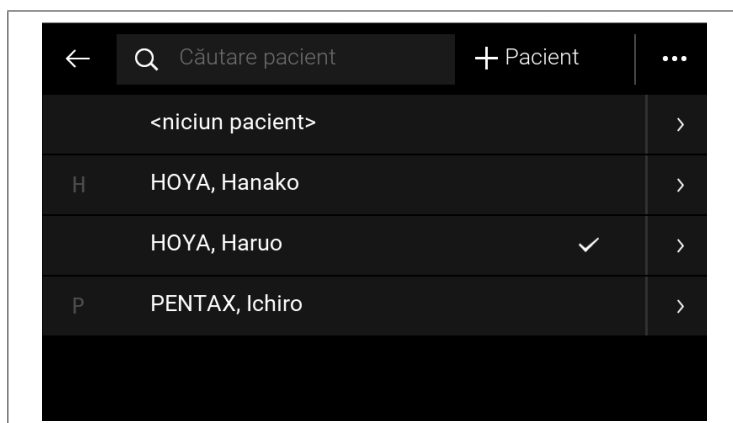 Căutare pacient + Pacient
<niciun pacient>
H HOYA, Hanako
HOYA, Haruo
P PENTAX, Ichiro